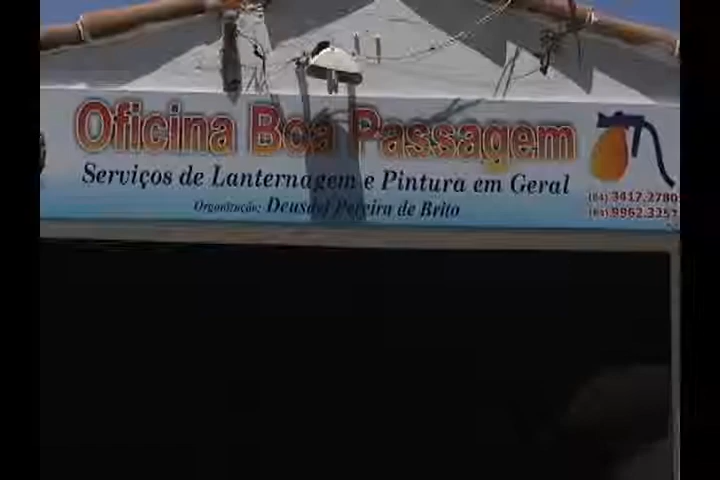 Oficina Boa Passagem
Serviços de Lanternagem e Pintura em Geral
Organização: Pereira de Brito
(84) 3417.2780
(84) 9962.3257